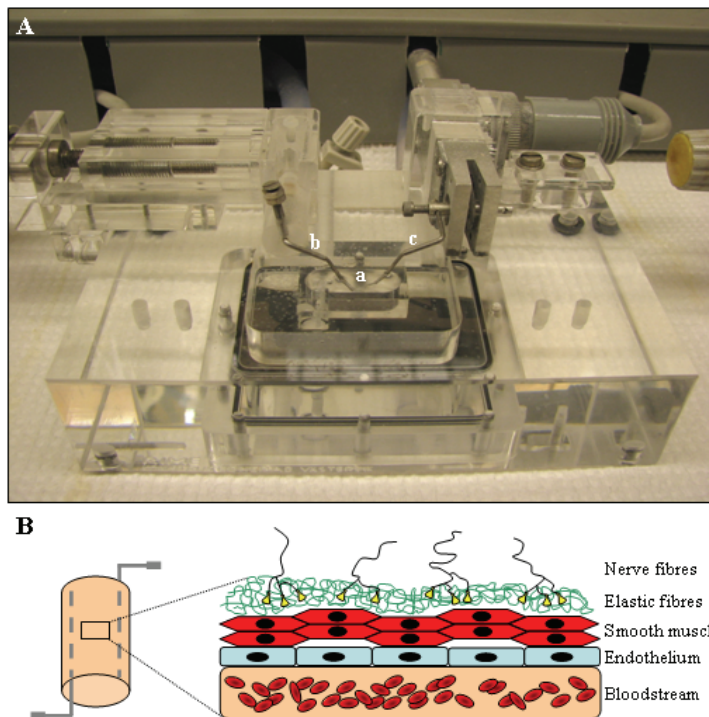 A
b
c
a
B
Nerve fibres
Elastic fibres
Smooth muscl
Endothelium
Bloodstream